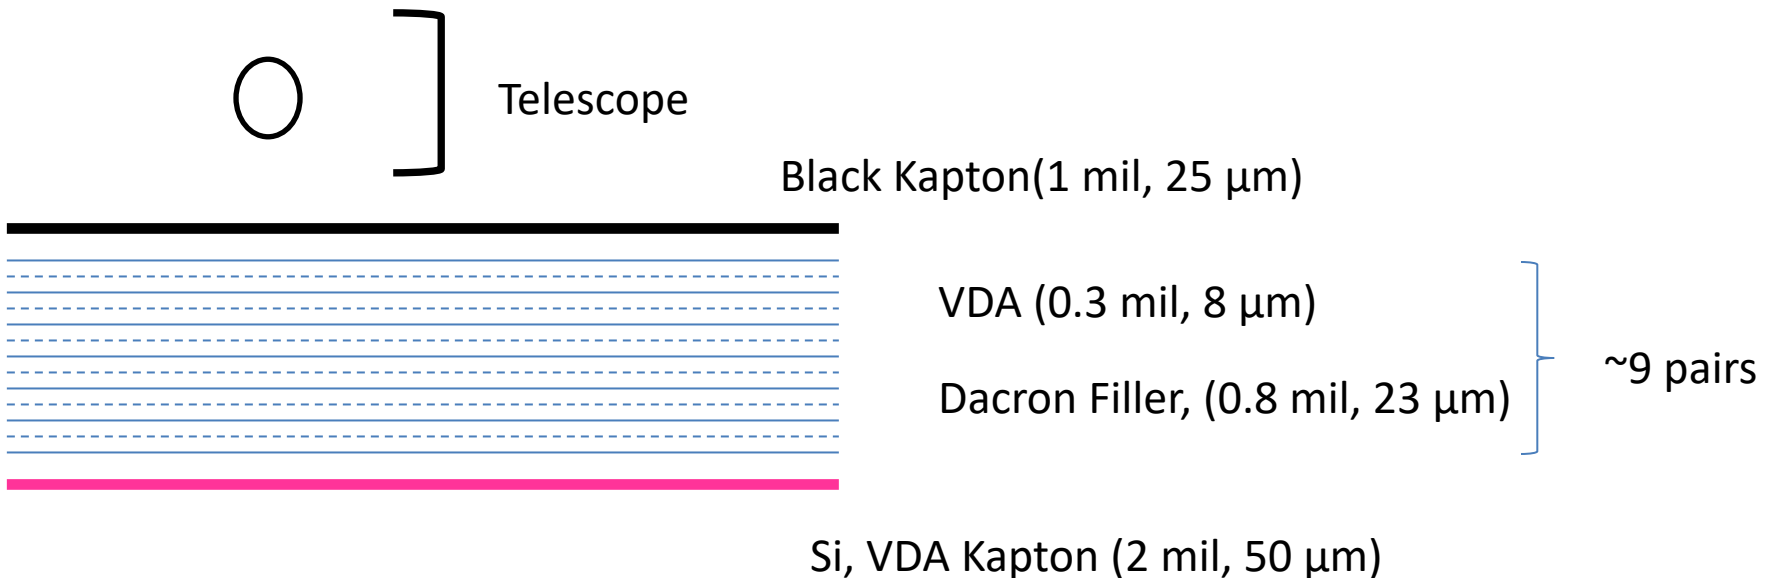 Telescope
Black Kapton(1 mil, 25 µm)
VDA (0.3 mil, 8 µm)
~9 pairs
Dacron Filler, (0.8 mil, 23 µm)
Si, VDA Kapton (2 mil, 50 µm)